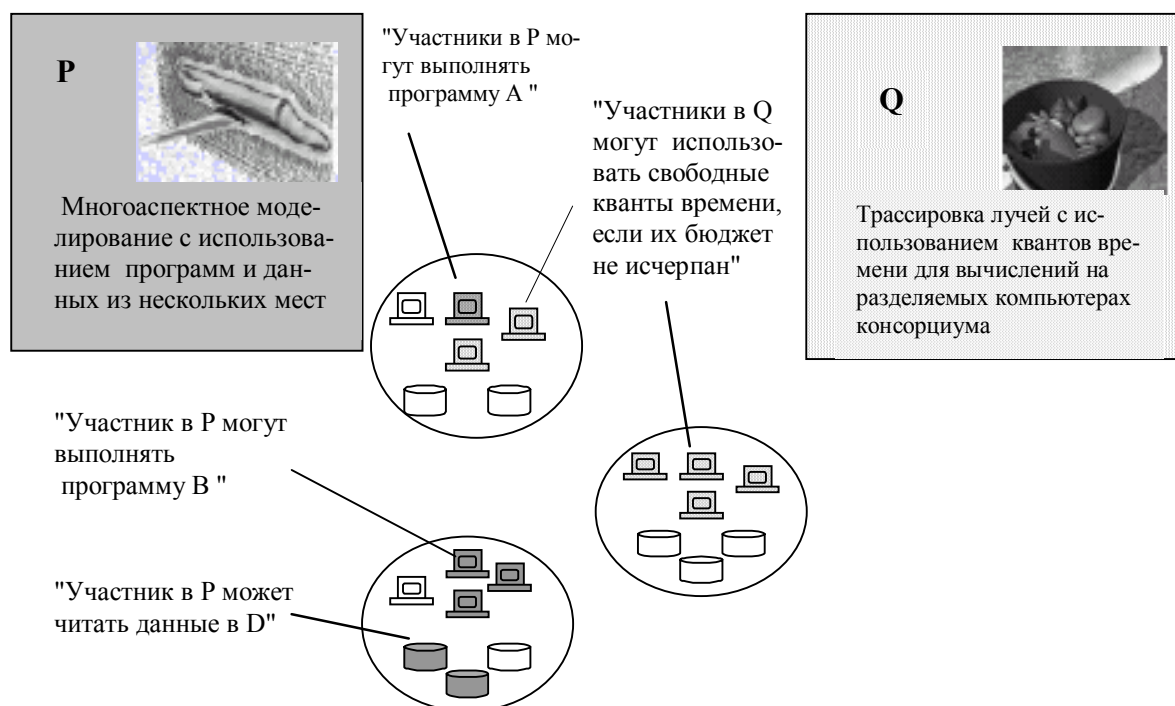 P
Многоаспектное моде-
лирование с использова-
нием программ и дан-
ных из нескольких мест
"Участники в P мо-
гут выполнять
программу A "
"Участники в Q
могут использо-
вать свободные
кванты времени,
если их бюджет
не исчерпан"
Q
Трассировка лучей с ис-
пользованием квантов вре-
мени для вычислений на
разделяемых компьютерах
консорциума
"Участник в P могут
выполнять
программу B "
"Участник в P может
читать данные в D"